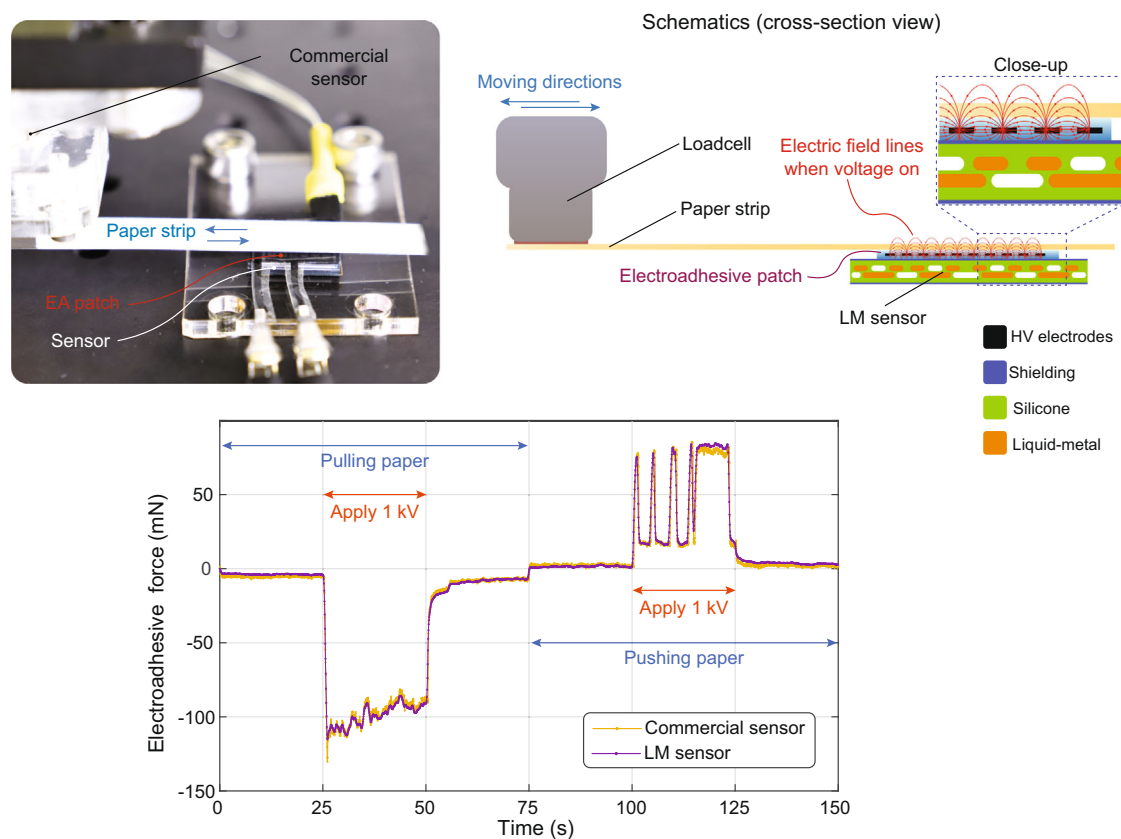 Commercial
sensor
Paper strip
EA patch
Sensor
Schematics (cross-section view)
Moving directions
Close-up
Loadcell
Electric field lines
when voltage on
Paper strip
Electroadhesive patch
LM sensor
HV electrodes
Shielding
Silicone
Liquid-metal
Electroadhesive force (mN)
50
0
-50
-100
-150
Pulling paper
Apply 1 kV
Apply 1 kV
Pushing paper
Commercial sensor
LM sensor
0
25
50
75
100
125
150
Time (s)